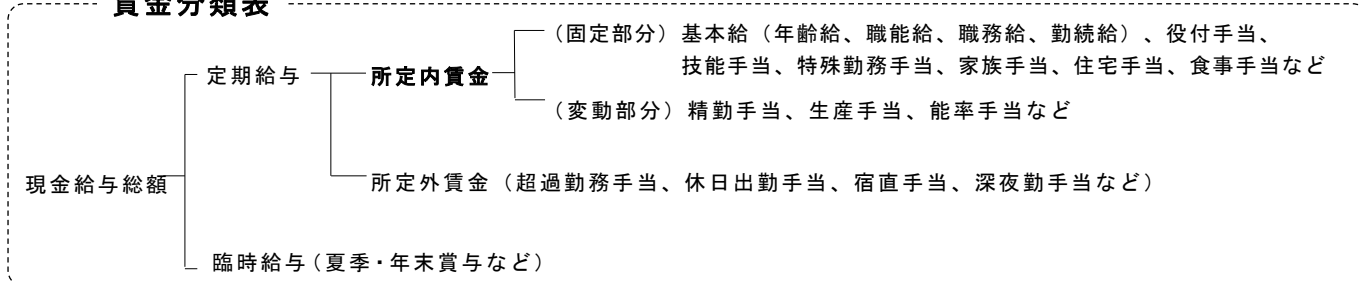 賃金分類表
(固定部分)基本給(年齢給、職能給、職務給、勤続給)、役付手当、
技能手当、特殊勤務手当、家族手当、住宅手当、食事手当など
定期給与
所定内賃金
(変動部分)精勤手当、生産手当、能率手当など
現金給与総額
所定外賃金(超過勤務手当、休日出勤手当、宿直手当、深夜勤手当など)
臨時給与(夏季・年末賞与など)